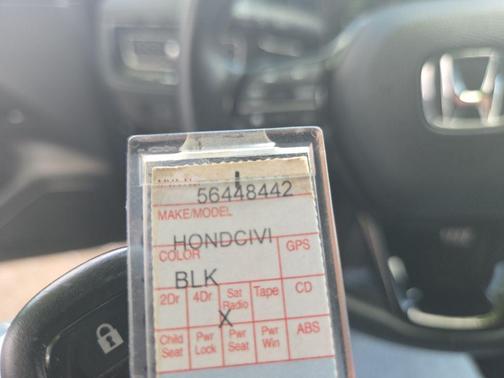 56448442
MAKE/MODEL
HONDCIVI
COLOR GPS
BLK
2Dr 4Dr Sat Radio Tape CD
X
Child Seat Pwr Lock Pwr Seat Pwr Win ABS